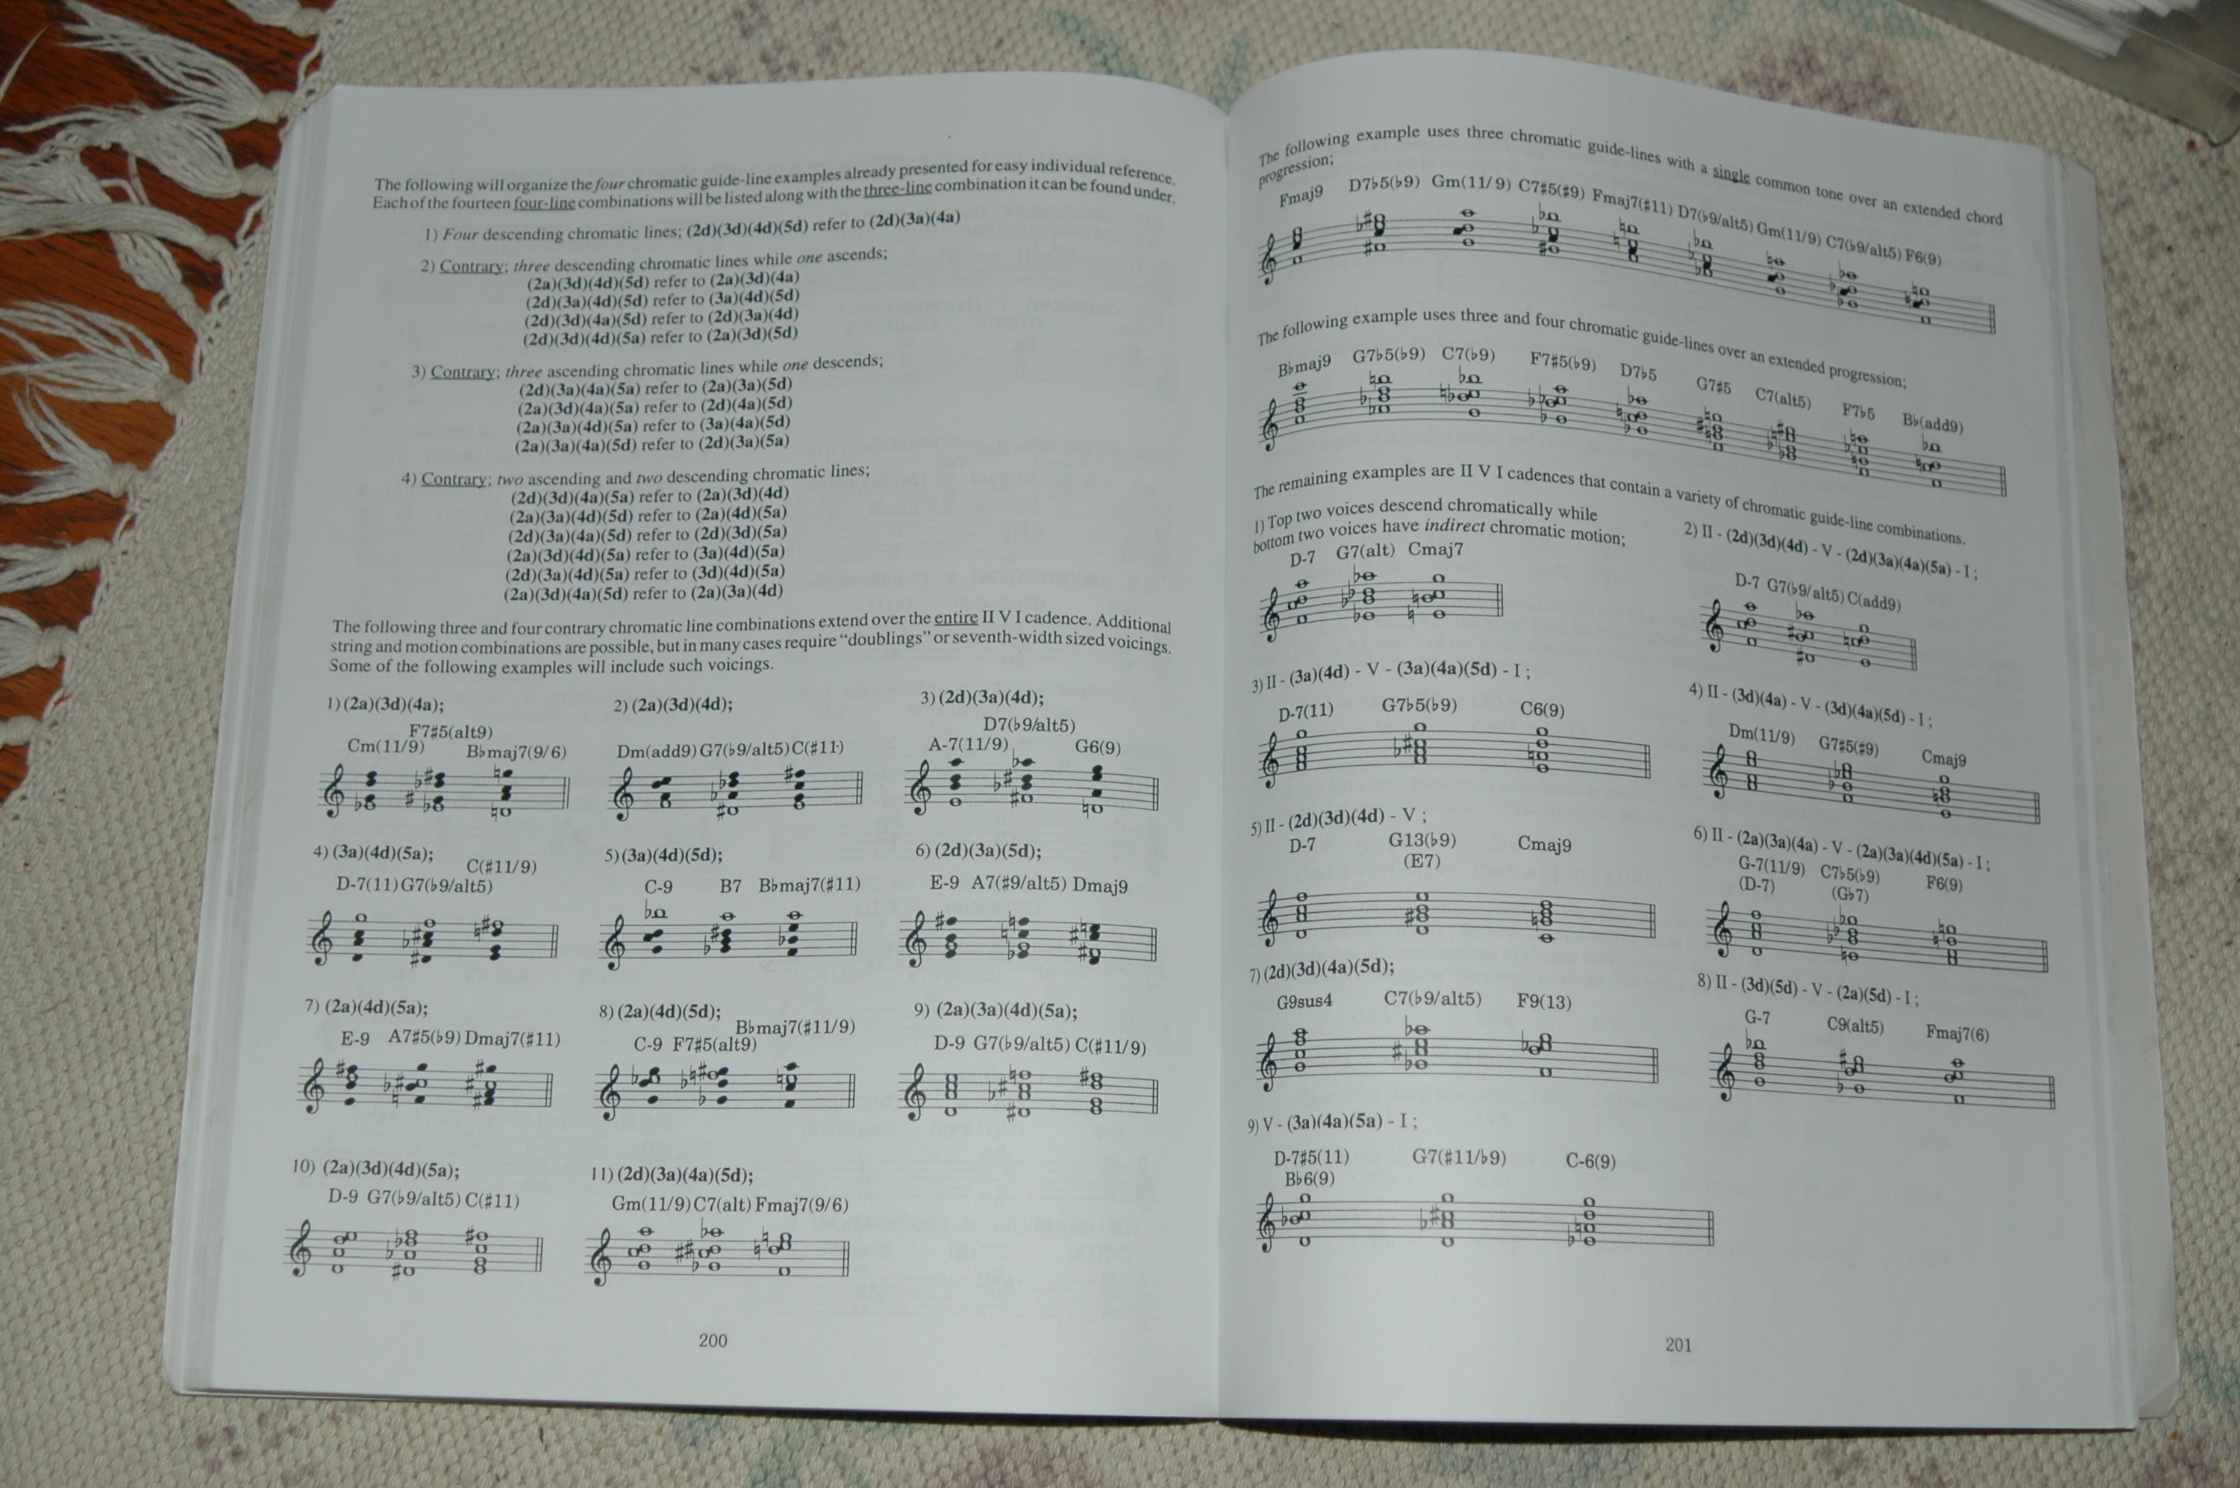 The following will organize the four chromatic guide-line examples already presented for easy individual reference.
Each of the fourteen four-line combinations will be listed along with the three-line combination it can be found under.
1) Four descending chromatic lines; (2d)(3d)(4d)(5d) refer to (2d)(3a)(4a)
2) Contrary; three descending chromatic lines while one ascends;
(2a)(3d)(4d)(5d) refer to (2a)(3d)(4a)
(2d)(3a)(4d)(5d) refer to (3a)(4d)(5d)
(2d)(3d)(4a)(5d) refer to (2d)(3a)(4d)
(2d)(3d)(4d)(5a) refer to (2a)(3d)(5d)
3) Contrary; three ascending chromatic lines while one descends;
(2d)(3a)(4a)(5a) refer to (2a)(3a)(5d)
(2a)(3d)(4a)(5a) refer to (2d)(4a)(5d)
(2a)(3a)(4d)(5a) refer to (3a)(4a)(5d)
(2a)(3a)(4a)(5d) refer to (2d)(3a)(5a)
4) Contrary; two ascending and two descending chromatic lines;
(2d)(3d)(4a)(5a) refer to (2a)(3d)(4d)
(2a)(3a)(4d)(5d) refer to (2a)(4d)(5a)
(2d)(3a)(4a)(5d) refer to (2d)(3d)(5a)
(2a)(3d)(4d)(5a) refer to (3a)(4d)(5a)
(2d)(3a)(4d)(5a) refer to (3d)(4d)(5a)
(2a)(3d)(4a)(5d) refer to (2a)(3a)(4d)
The following three and four contrary chromatic line combinations extend over the entire II V I cadence. Additional
string and motion combinations are possible, but in many cases require "doublings" or seventh-width sized voicings.
Some of the following examples will include such voicings.
1) (2a)(3d)(4a);
F7♯5(alt9)
Cm(11/9) B♭maj7(9/6)
2) (2a)(3d)(4d);
Dm(add9) G7(♭9/alt5) C(♯11)
3) (2d)(3a)(4d);
D7(♭9/alt5)
A-7(11/9) G6(9)
4) (3a)(4d)(5a);
C(♯11/9)
D-7(11) G7(♭9/alt5)
5) (3a)(4d)(5d);
C-9 B7 B♭maj7(♯11)
6) (2d)(3a)(5d);
E-9 A7(♯9/alt5) Dmaj9
7) (2a)(4d)(5a);
E-9 A7♯5(♭9) Dmaj7(♯11)
8) (2a)(4d)(5d);
B♭maj7(♯11/9)
C-9 F7♯5(alt9)
9) (2a)(3a)(4d)(5a);
D-9 G7(♭9/alt5) C(♯11/9)
10) (2a)(3d)(4d)(5a);
D-9 G7(♭9/alt5) C(♯11)
11) (2d)(3a)(4a)(5d);
Gm(11/9) C7(alt) Fmaj7(9/6)
200
The following example uses three chromatic guide-lines with a single common tone over an extended chord
progression;
Fmaj9 D7♭5(♭9) Gm(11/9) C7♯5(♯9) Fmaj7(♯11) D7(♭9/alt5) Gm(11/9) C7(♭9/alt5) F6(9)
The following example uses three and four chromatic guide-lines over an extended progression;
B♭maj9 G7♭5(♭9) C7(♭9) F7♯5(♭9) D7♭5 G7♯5 C7(alt5) F7♭5 B♭(add9)
The remaining examples are II V I cadences that contain a variety of chromatic guide-line combinations.
1) Top two voices descend chromatically while
bottom two voices have indirect chromatic motion;
D-7 G7(alt) Cmaj7
2) II - (2d)(3d)(4d) - V - (2d)(3a)(4a)(5a) - I ;
D-7 G7(♭9/alt5) C(add9)
3) II - (3a)(4d) - V - (3a)(4a)(5d) - I ;
D-7(11) G7♭5(♭9) C6(9)
4) II - (3d)(4a) - V - (3d)(4a)(5d) - I ;
Dm(11/9) G7♯5(♯9) Cmaj9
5) II - (2d)(3d)(4d) - V ;
D-7 G13(♭9) Cmaj9
(E7)
6) II - (2a)(3a)(4a) - V - (2a)(3a)(4d)(5a) - I ;
G-7(11/9) C7♭5(♭9) F6(9)
(D-7) (G♭7)
7) (2d)(3d)(4a)(5d);
G9sus4 C7(♭9/alt5) F9(13)
8) II - (3d)(5d) - V - (2a)(5d) - I ;
G-7 C9(alt5) Fmaj7(6)
9) V - (3a)(4a)(5a) - I ;
D-7♯5(11) G7(♯11/♭9) C-6(9)
B♭6(9)
201